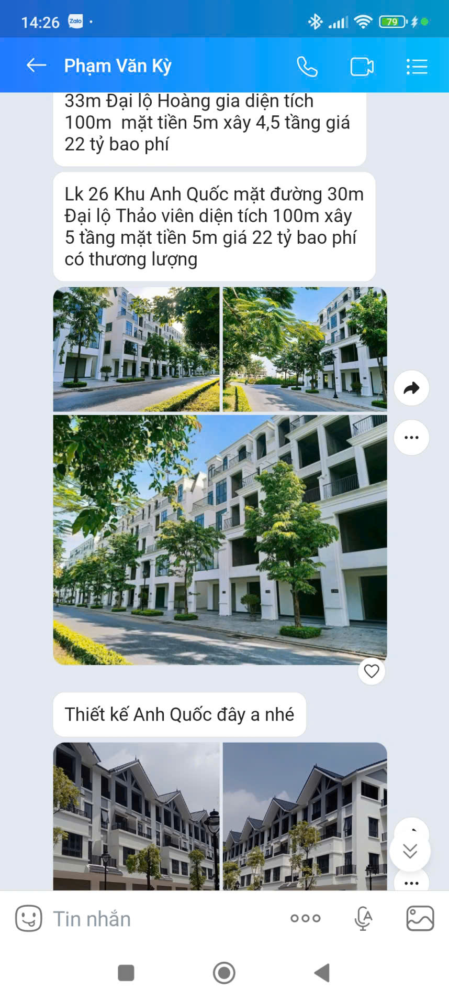 14:26 Zalo
79
Phạm Văn Kỳ
33m Đại lộ Hoàng gia diện tích
100m mặt tiền 5m xây 4,5 tầng giá
22 tỷ bao phí
Lk 26 Khu Anh Quốc mặt đường 30m
Đại lộ Thảo viên diện tích 100m xây
5 tầng mặt tiền 5m giá 22 tỷ bao phí
có thương lượng
Thiết kế Anh Quốc đây a nhé
Tin nhắn
A